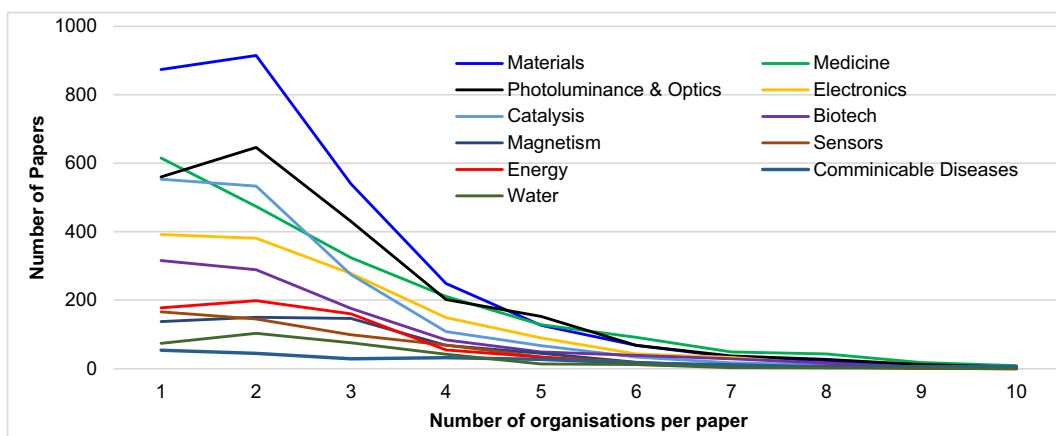 1000
800
600
400
200
0
Number of Papers
Materials
Medicine
Photoluminance & Optics
Electronics
Catalysis
Biotech
Magnetism
Sensors
Energy
Comminicable Diseases
Water
1 2 3 4 5 6 7 8 9 10
Number of organisations per paper